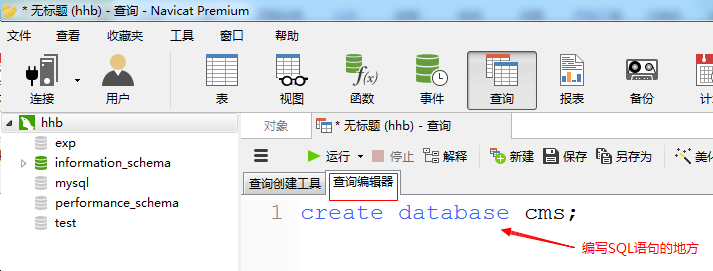 * 无标题 (hhb) - 查询 - Navicat Premium
文件 查看 收藏夹 工具 窗口 帮助
连接 用户 表 视图 f(x) 函数 事件 查询 报表 备份
hhb 对象 * 无标题 (hhb) - 查询
exp
information_schema 运行 停止 解释 新建 保存 另存为
mysql 查询创建工具 查询编辑器
performance_schema 1 create database cms;
test
编写SQL语句的地方